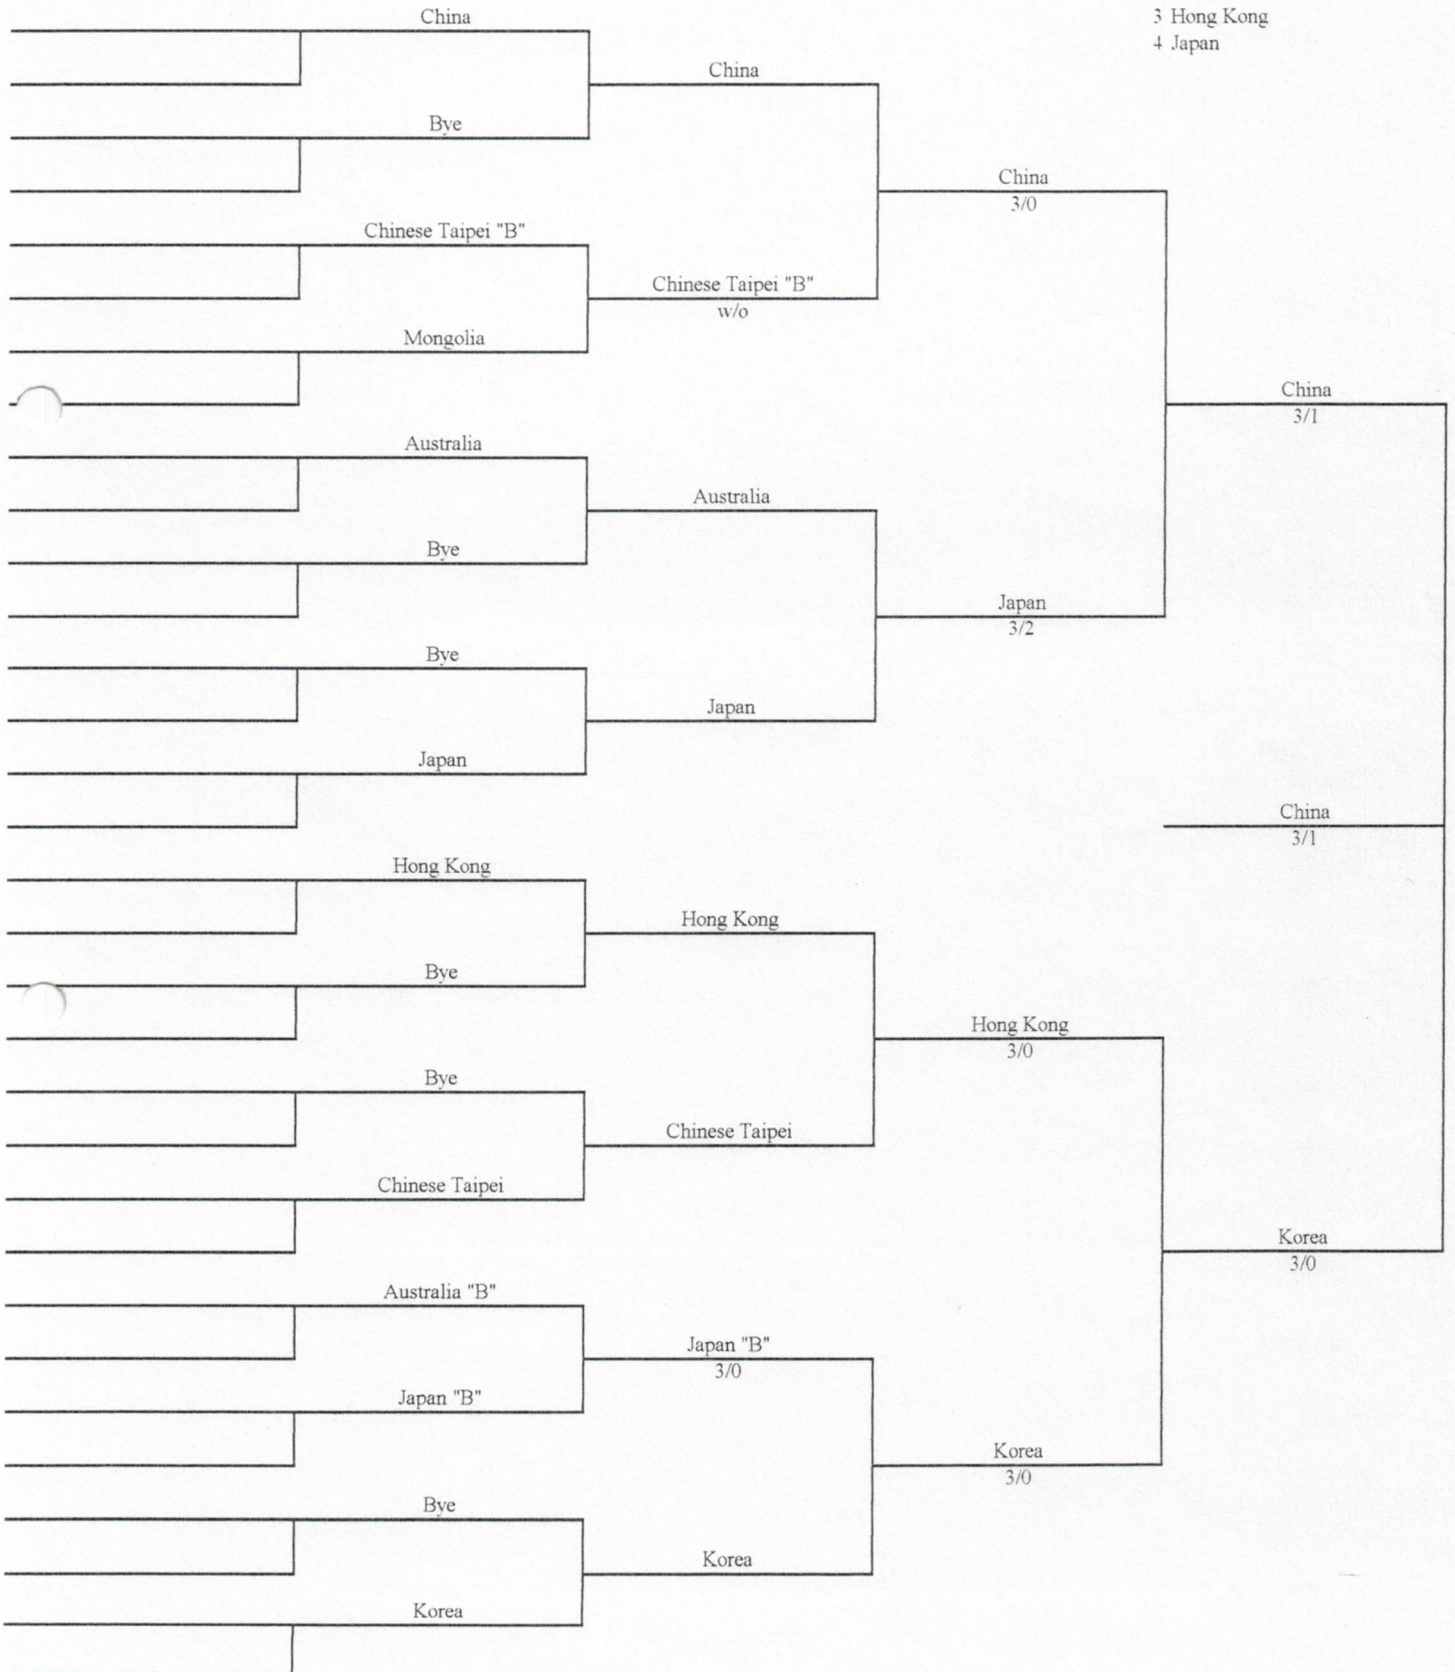 China
3 Hong Kong
4 Japan
China
Bye
China
3/0
Chinese Taipei "B"
Chinese Taipei "B"
w/o
Mongolia
China
3/1
Australia
Australia
Bye
Japan
3/2
Bye
Japan
Japan
China
3/1
Hong Kong
Hong Kong
Bye
Hong Kong
3/0
Bye
Chinese Taipei
Chinese Taipei
Korea
3/0
Australia "B"
Japan "B"
3/0
Japan "B"
Korea
3/0
Bye
Korea
Korea